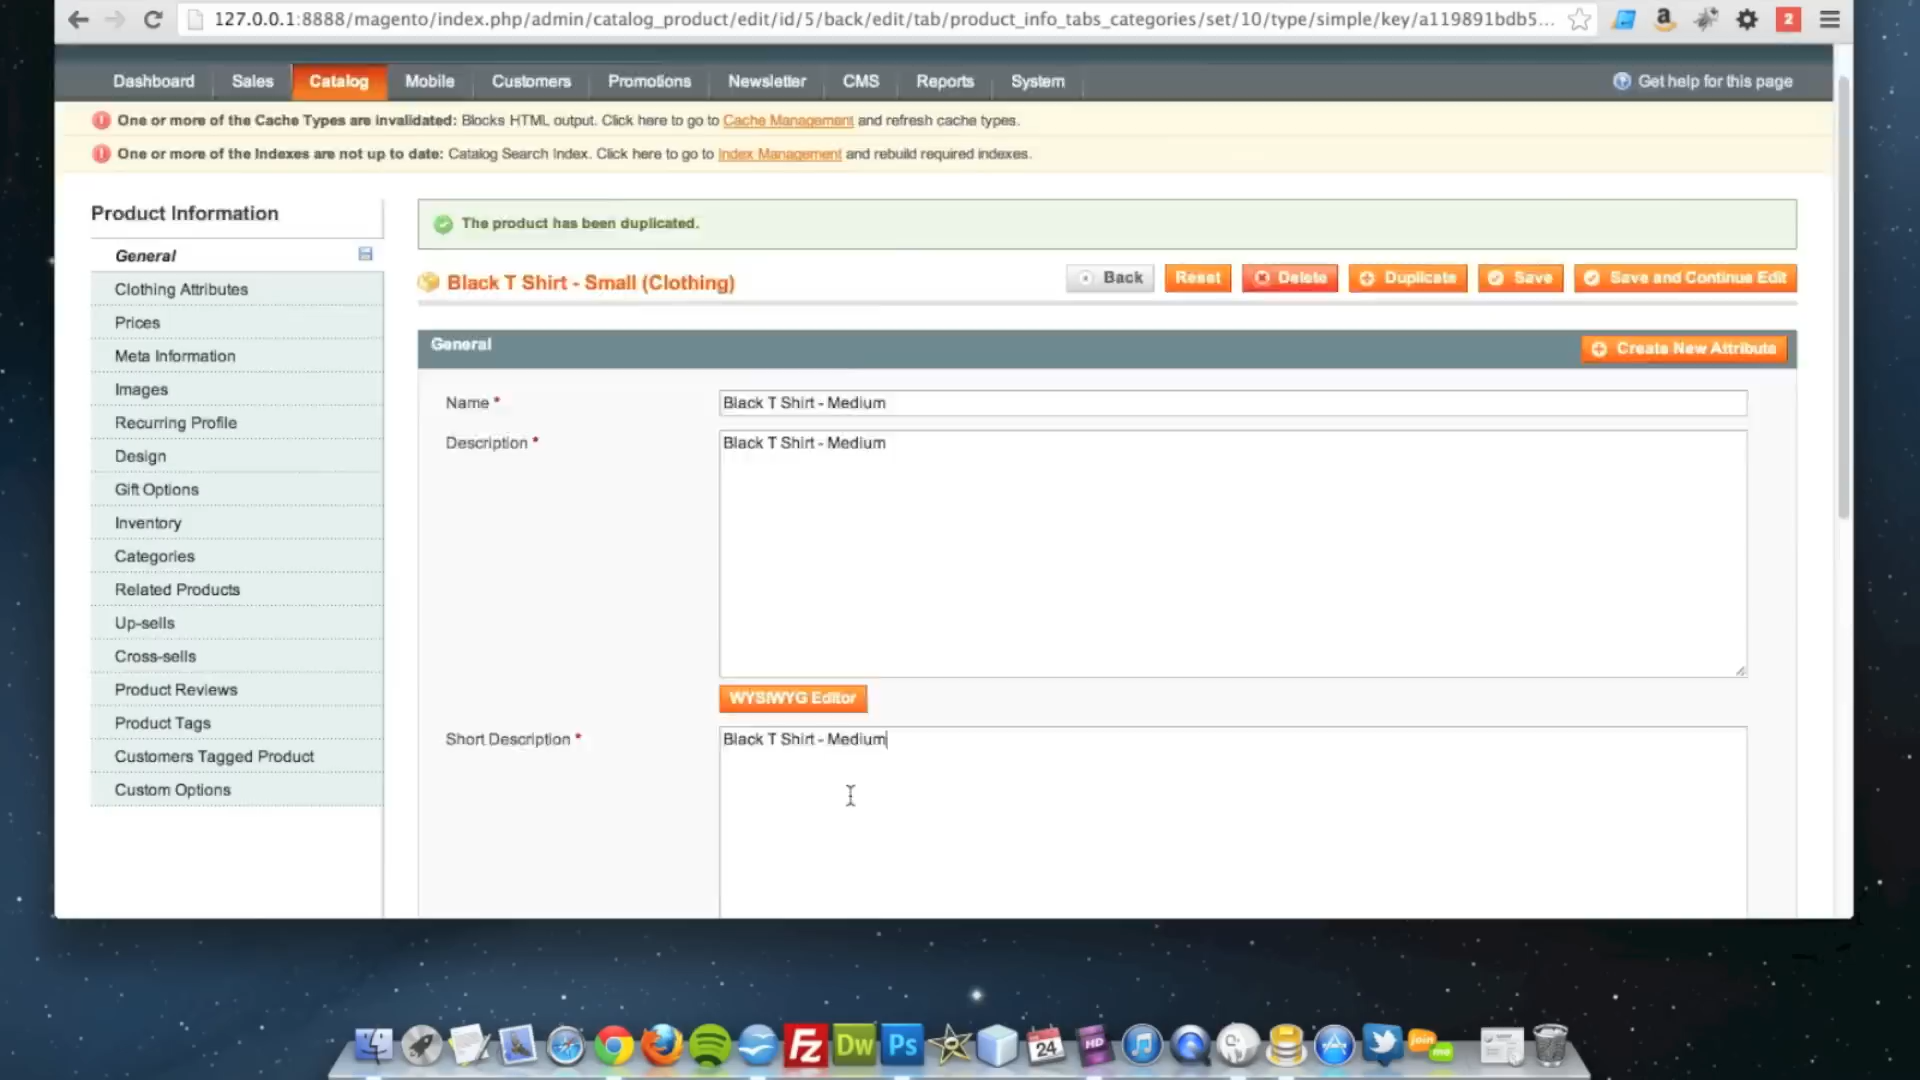 127.0.0.1:8888/magento/index.php/admin/catalog_product/edit/id/5/back/edit/tab/product_info_tabs_categories/set/10/type/simple/key/a119891bdb5...
2
Dashboard Sales Catalog Mobile Customers Promotions Newsletter CMS Reports System Get help for this page
One or more of the Cache Types are invalidated: Blocks HTML output. Click here to go to Cache Management and refresh cache types.
One or more of the Indexes are not up to date: Catalog Search Index. Click here to go to Index Management and rebuild required indexes.
Product Information
General
Clothing Attributes
Prices
Meta Information
Images
Recurring Profile
Design
Gift Options
Inventory
Categories
Related Products
Up-sells
Cross-sells
Product Reviews
Product Tags
Customers Tagged Product
Custom Options
The product has been duplicated.
Black T Shirt - Small (Clothing) Back Reset Delete Duplicate Save Save and Continue Edit
General Create New Attribute
Name * Black T Shirt - Medium
Description * Black T Shirt - Medium
WYSIWYG Editor
Short Description * Black T Shirt - Medium
Fz Dw Ps 24 HD join me